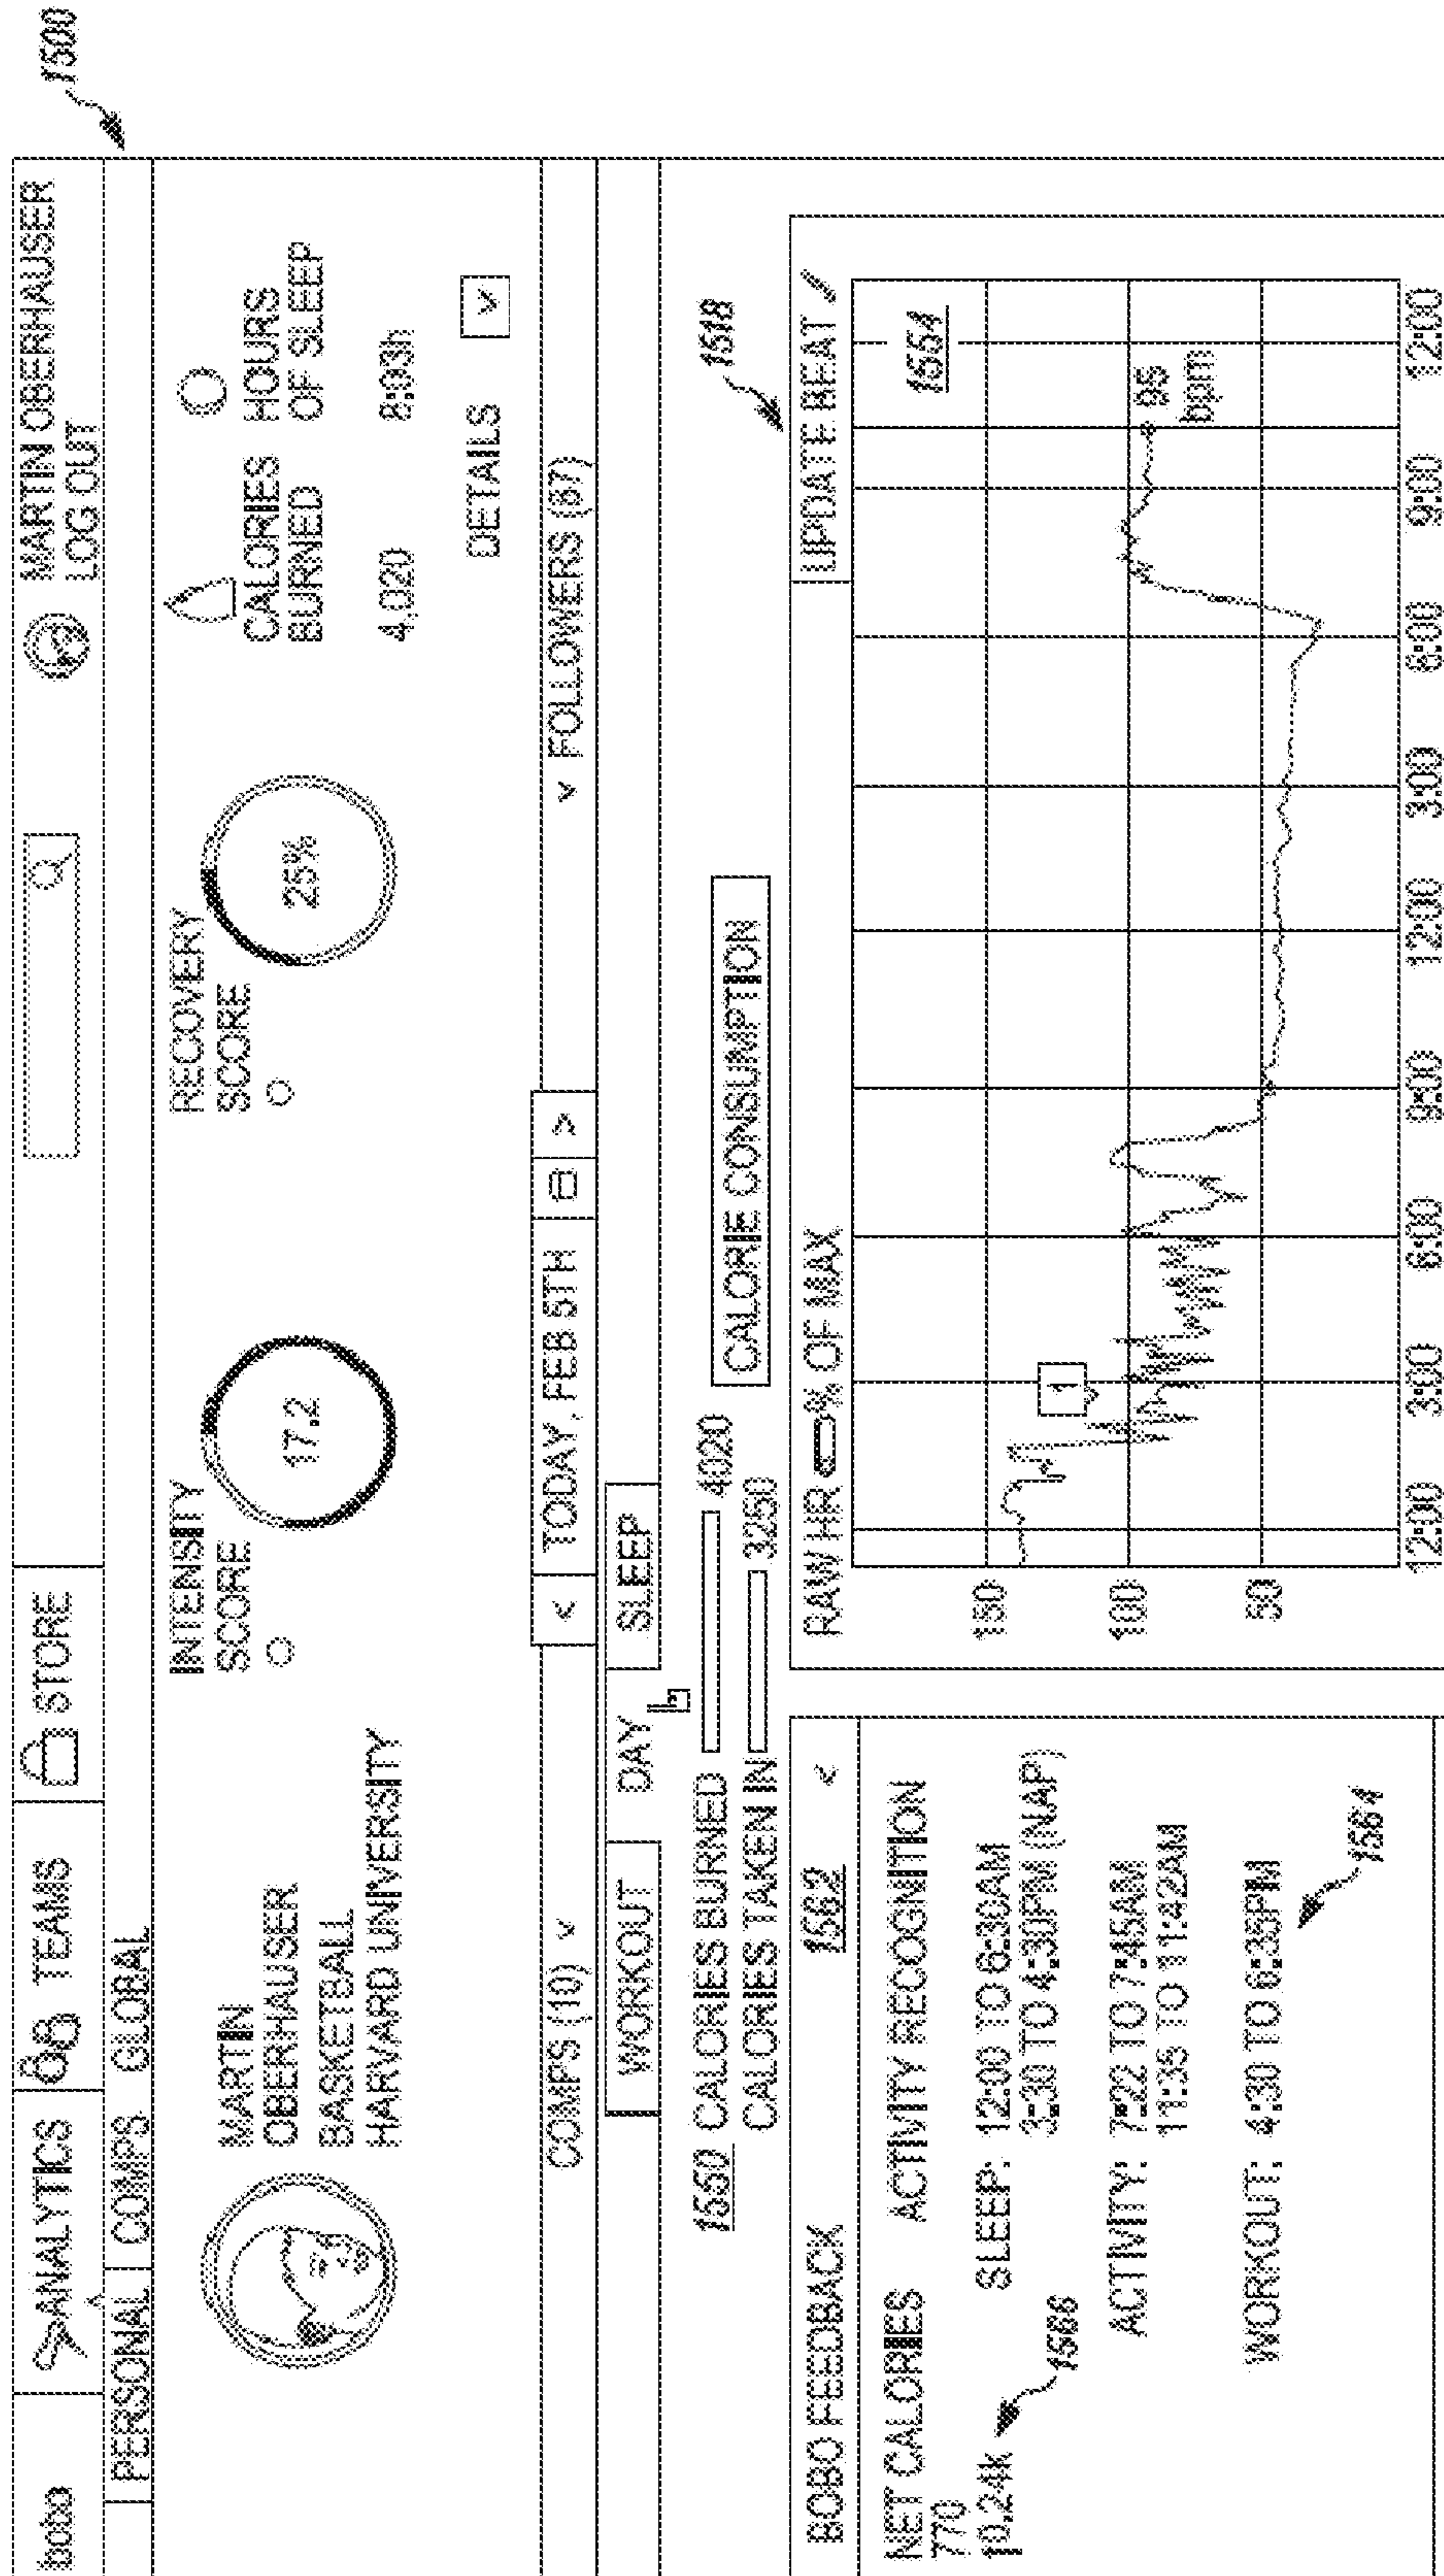 1500
bobo ANALYTICS TEAMS STORE MARTIN OBERHAUSER
LOG OUT
PERSONAL COMPS GLOBAL
MARTIN
OBERHAUSER
BASKETBALL
HARVARD UNIVERSITY
INTENSITY
SCORE
17.2
RECOVERY
SCORE
25%
CALORIES
BURNED
4,020
HOURS
OF SLEEP
8:03h
DETAILS
COMPS (10) < TODAY, FEB 5TH > FOLLOWERS (67)
WORKOUT DAY SLEEP
1550 CALORIES BURNED 4020
CALORIES TAKEN IN 3250
CALORIE CONSUMPTION
1518
BOBO FEEDBACK 1562 <
NET CALORIES
770
10.24k
1566
ACTIVITY RECOGNITION
SLEEP: 12:00 TO 6:30AM
3:30 TO 4:30PM (NAP)
ACTIVITY: 7:22 TO 7:45AM
11:35 TO 11:42AM
WORKOUT: 4:30 TO 6:35PM
1564
RAW HR % OF MAX UPDATE BEAT
1554
150
100
50
1
95
bpm
12:00 3:00 6:00 9:00 12:00 3:00 6:00 9:00 12:00